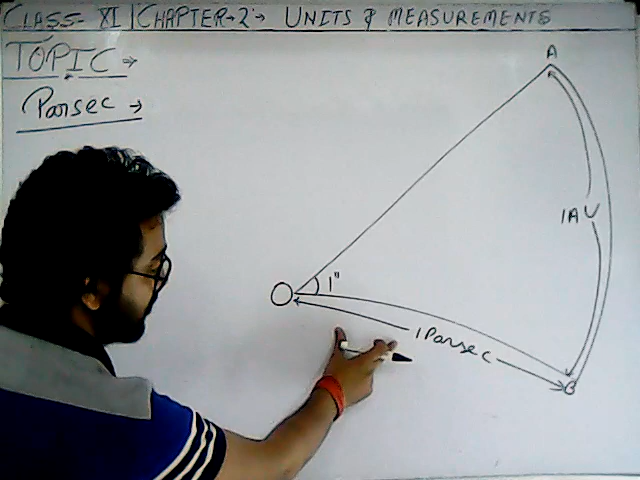 CLASS- XI | CHAPTER-2:- UNITS & MEASUREMENTS
TOPIC →
Parsec →
A
1AU
1"
1 Parsec